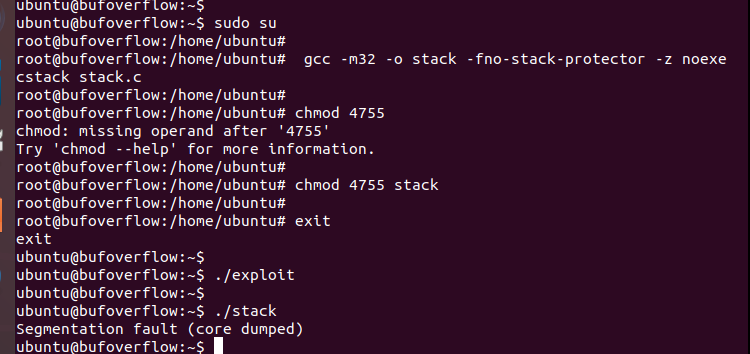 ubuntu@bufoverflow:~$
ubuntu@bufoverflow:~$ sudo su
root@bufoverflow:/home/ubuntu#
root@bufoverflow:/home/ubuntu#  gcc -m32 -o stack -fno-stack-protector -z noexe
cstack stack.c
root@bufoverflow:/home/ubuntu#
root@bufoverflow:/home/ubuntu# chmod 4755
chmod: missing operand after '4755'
Try 'chmod --help' for more information.
root@bufoverflow:/home/ubuntu#
root@bufoverflow:/home/ubuntu# chmod 4755 stack
root@bufoverflow:/home/ubuntu#
root@bufoverflow:/home/ubuntu# exit
exit
ubuntu@bufoverflow:~$
ubuntu@bufoverflow:~$ ./exploit
ubuntu@bufoverflow:~$
ubuntu@bufoverflow:~$ ./stack
Segmentation fault (core dumped)
ubuntu@bufoverflow:~$